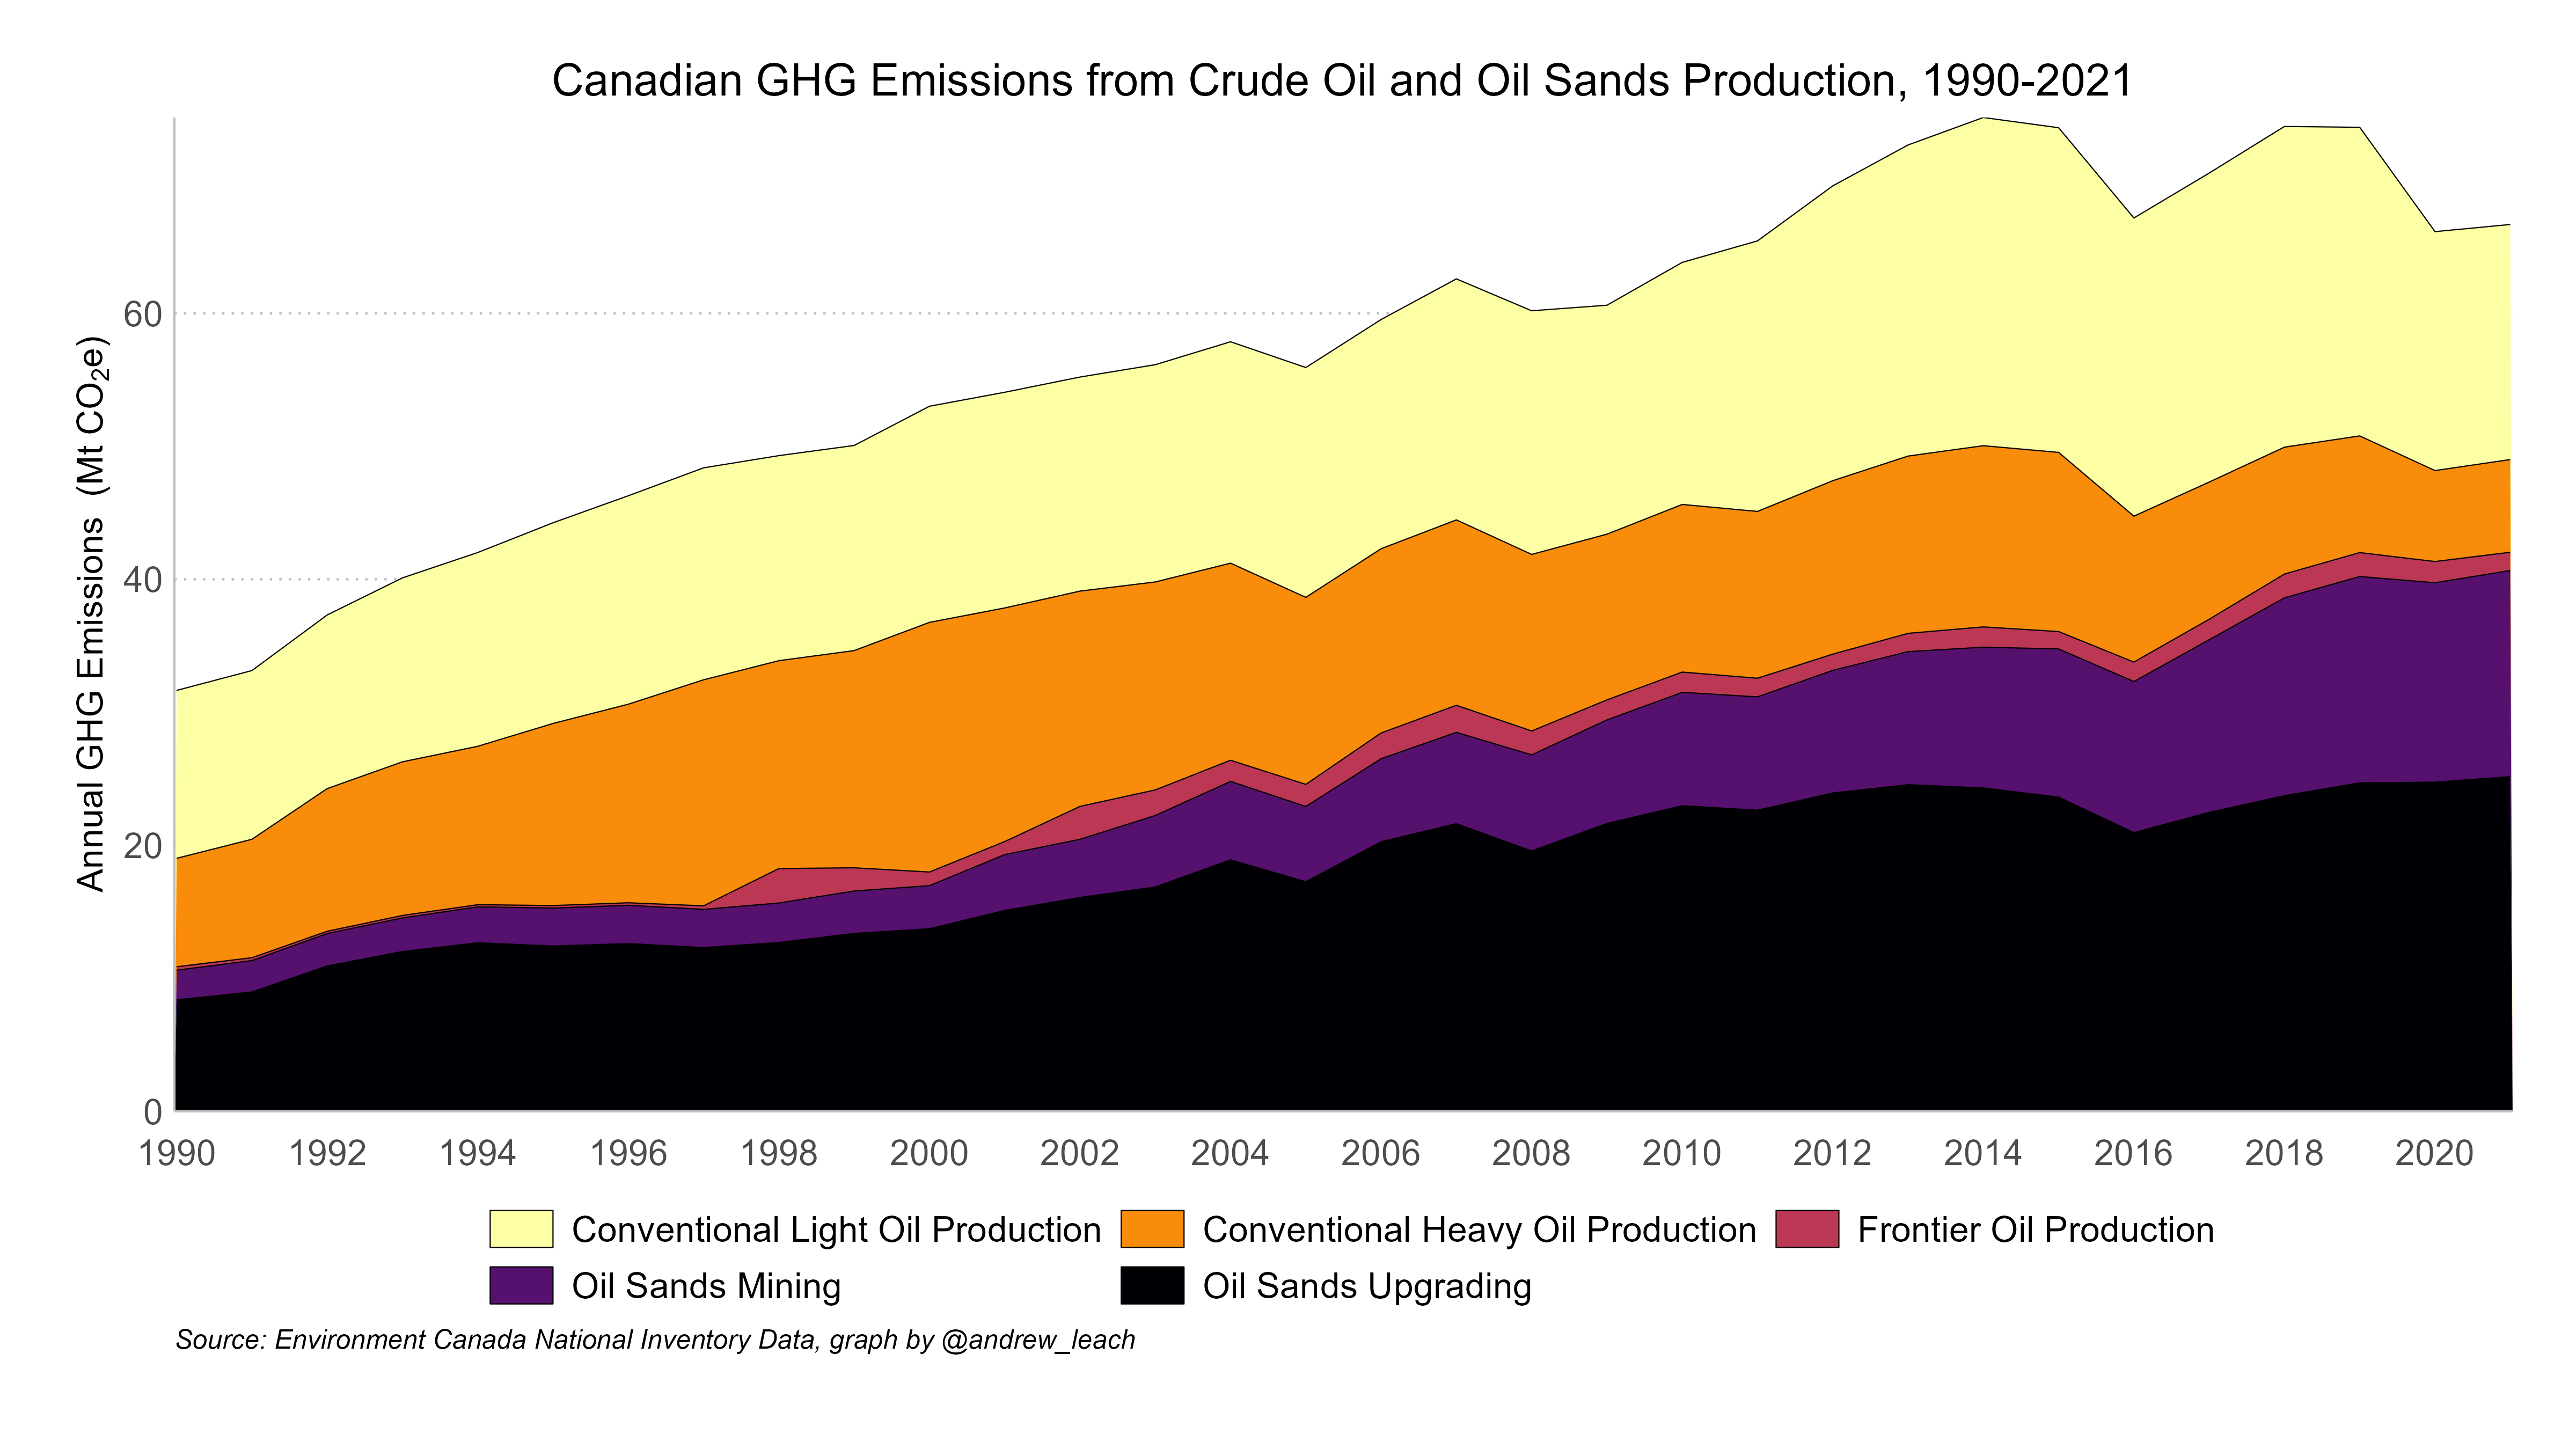 Canadian GHG Emissions from Crude Oil and Oil Sands Production, 1990-2021
Annual GHG Emissions (Mt CO₂e)
60
40
20
0
1990 1992 1994 1996 1998 2000 2002 2004 2006 2008 2010 2012 2014 2016 2018 2020
Conventional Light Oil Production Conventional Heavy Oil Production Frontier Oil Production
Oil Sands Mining Oil Sands Upgrading
Source: Environment Canada National Inventory Data, graph by @andrew_leach